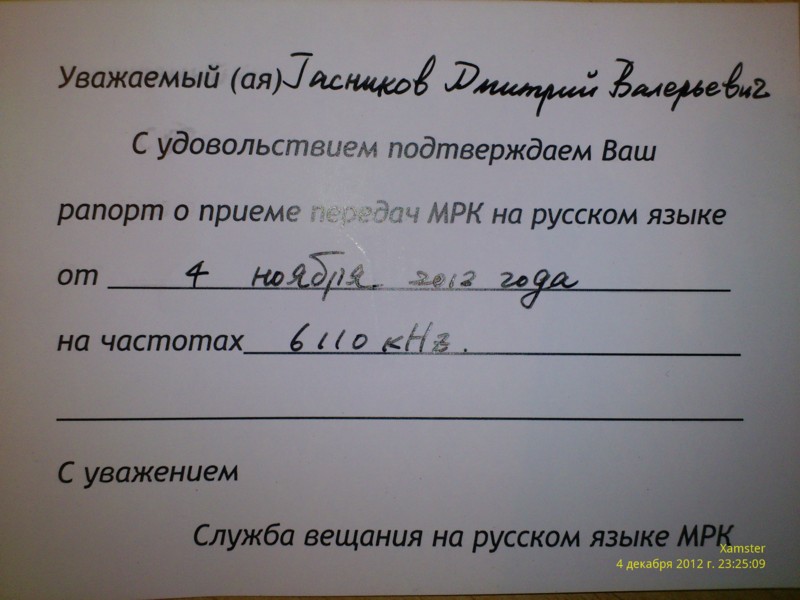 Уважаемый (ая) Гасников Дмитрий Валерьевич
С удовольствием подтверждаем Ваш
рапорт о приеме передач МРК на русском языке
от 4 ноября. 2012 года
на частотах 6110 кHz.
С уважением
Служба вещания на русском языке МРК
Xamster
4 декабря 2012 г. 23:25:09